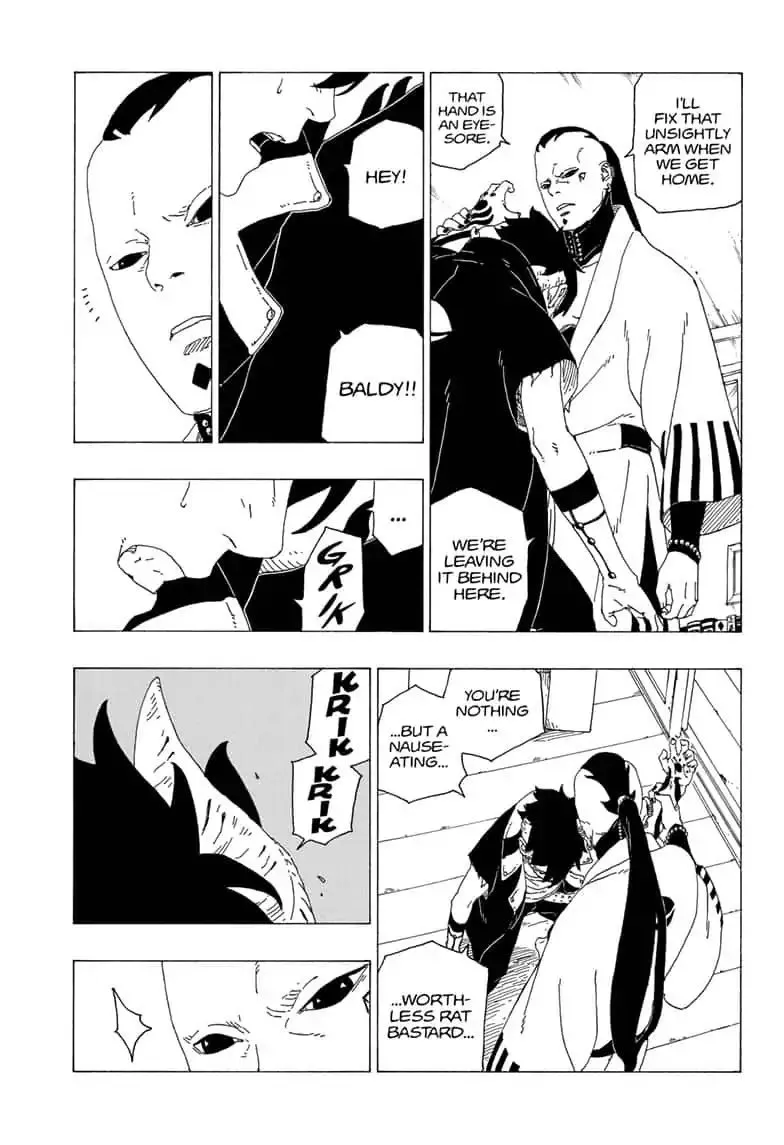 I'LL
FIX THAT
UNSIGHTLY
ARM WHEN
WE GET
HOME.
THAT
HAND IS
AN EYE-
SORE.
WE'RE
LEAVING
IT BEHIND
HERE.
HEY!
BALDY!!
...
GRIK
YOU'RE
NOTHING
...
...BUT A
NAUSE-
ATING...
...WORTH-
LESS RAT
BASTARD...
KRIK
KRIK